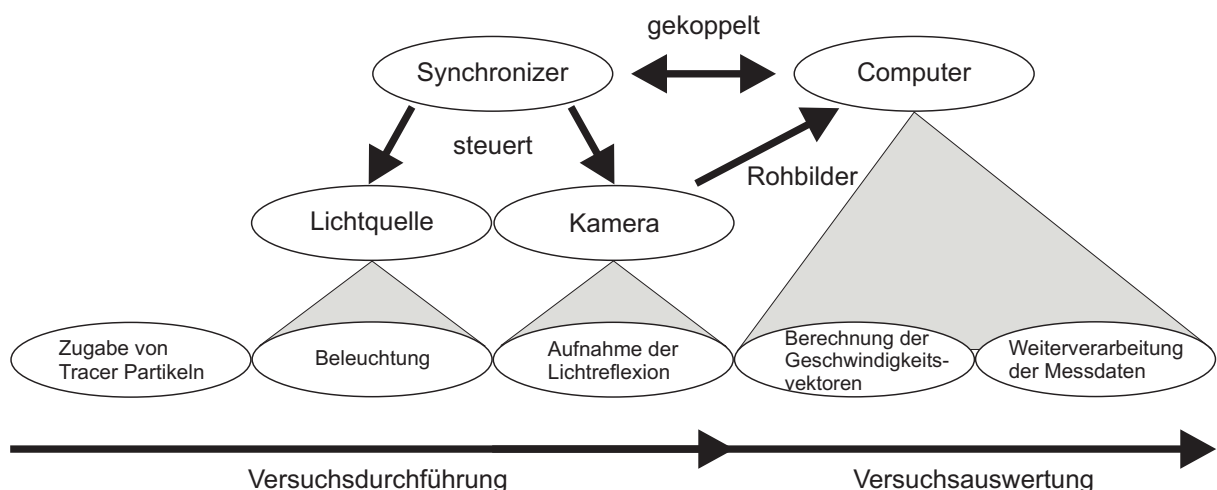 gekoppelt
Synchronizer
Computer
steuert
Rohbilder
Lichtquelle
Kamera
Zugabe von
Tracer Partikeln
Beleuchtung
Aufnahme der
Lichtreflexion
Berechnung der
Geschwindigkeits-
vektoren
Weiterverarbeitung
der Messdaten
Versuchsdurchführung
Versuchsauswertung